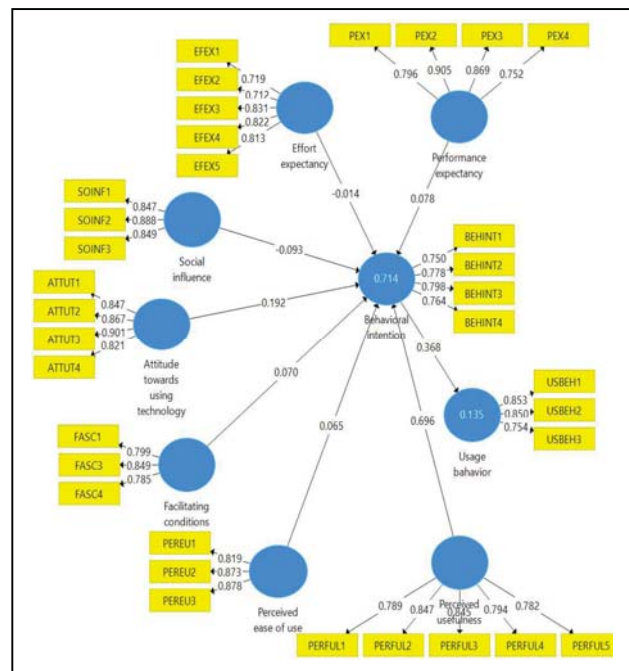 PEX1 PEX2 PEX3 PEX4
0.796 0.905 0.869 0.752
Performance
expectancy
0.078
EFEX1
EFEX2
EFEX3
EFEX4
EFEX5
0.719
0.712
0.831
0.822
0.813
Effort
expectancy
-0.014
SOINF1
SOINF2
SOINF3
0.847
0.888
0.849
Social
influence
-0.093
ATTUT1
ATTUT2
ATTUT3
ATTUT4
0.847
0.867
0.901
0.821
Attitude
towards
using
technology
0.192
0.714
Behavioral
intention
0.750
0.778
0.798
0.764
BEHINT1
BEHINT2
BEHINT3
BEHINT4
0.368
FASC1
FASC3
FASC4
0.799
0.849
0.785
Facilitating
conditions
0.070
0.135
Usage
bahavior
0.853
0.850
0.754
USBEH1
USBEH2
USBEH3
PEREU1
PEREU2
PEREU3
0.819
0.873
0.878
Perceived
ease of use
0.065
0.696
Perceived
usefulness
0.789 0.847 0.845 0.794 0.782
PERFUL1 PERFUL2 PERFUL3 PERFUL4 PERFUL5